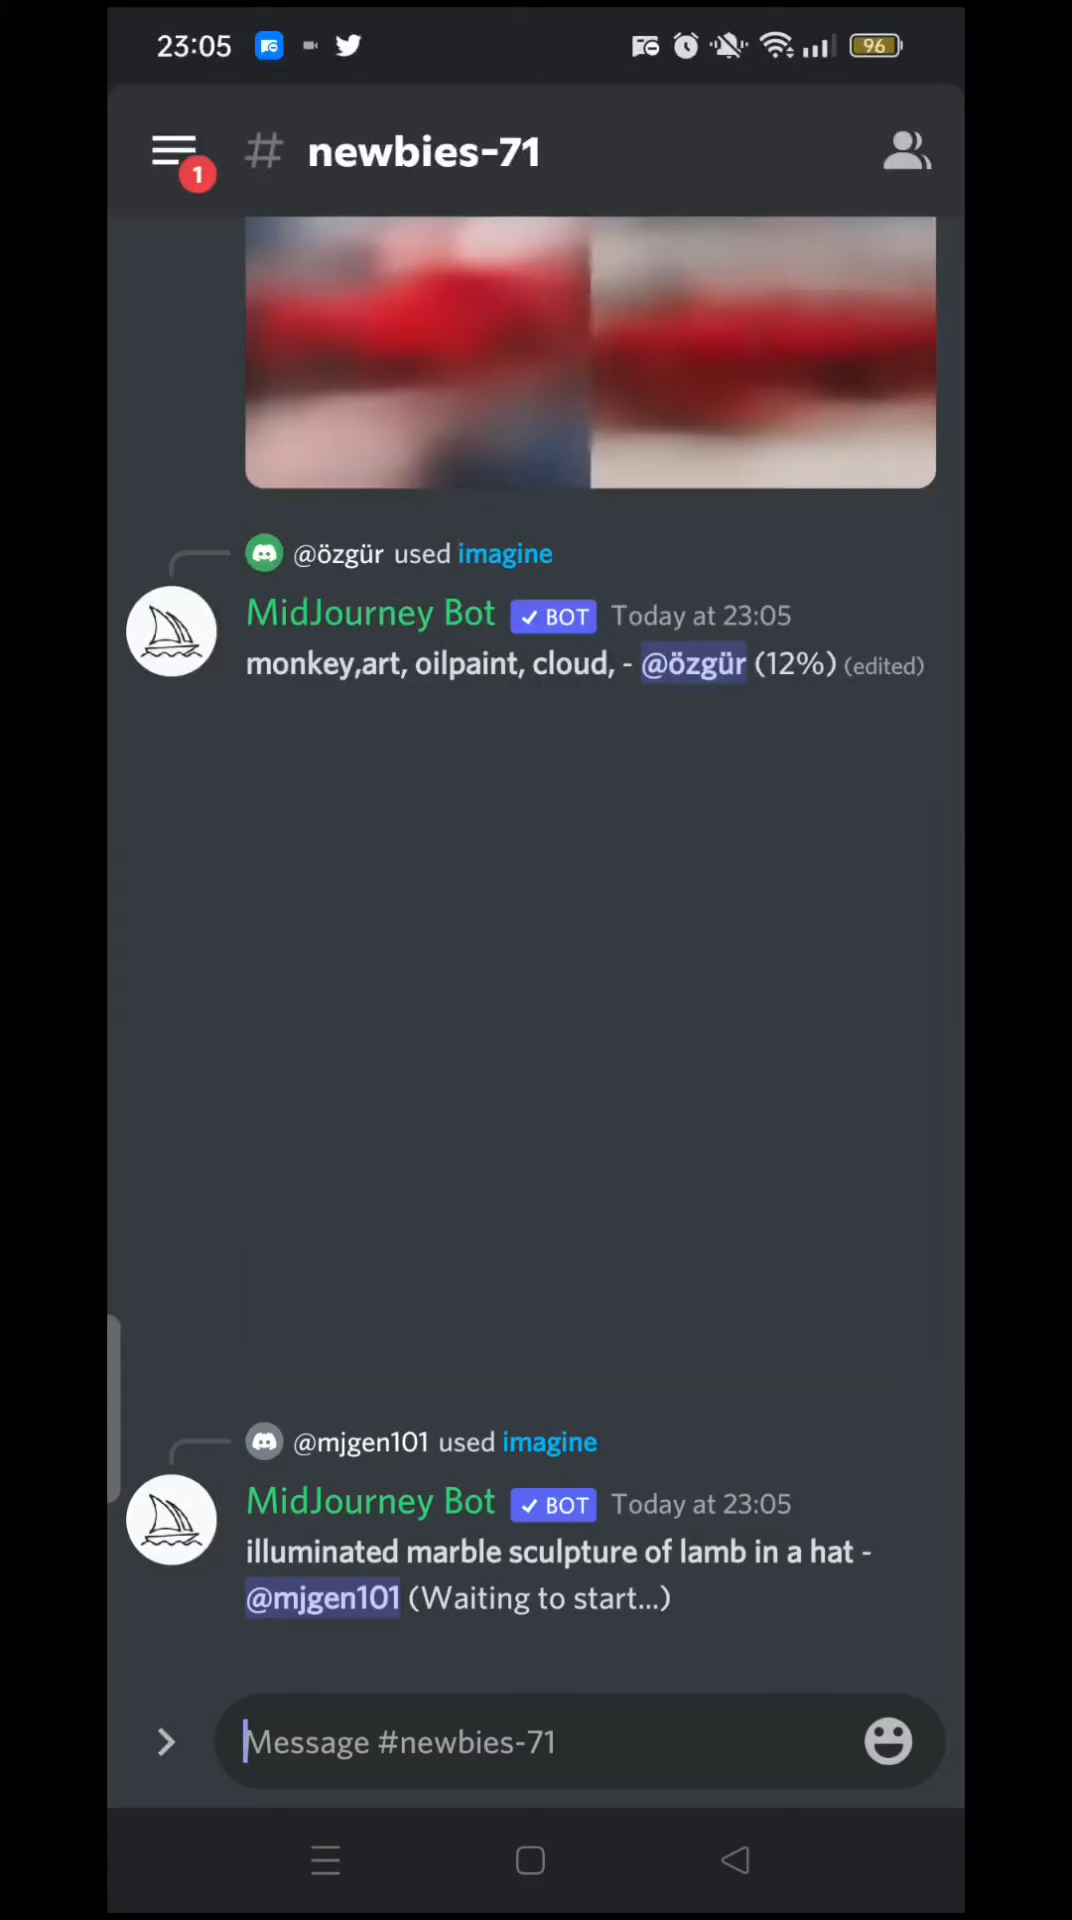 23:05
96
1
# newbies-71
@özgür used imagine
MidJourney Bot ✓ BOT Today at 23:05
monkey,art, oilpaint, cloud, - @özgür (12%) (edited)
@mjgen101 used imagine
MidJourney Bot ✓ BOT Today at 23:05
illuminated marble sculpture of lamb in a hat -
@mjgen101 (Waiting to start...)
Message #newbies-71